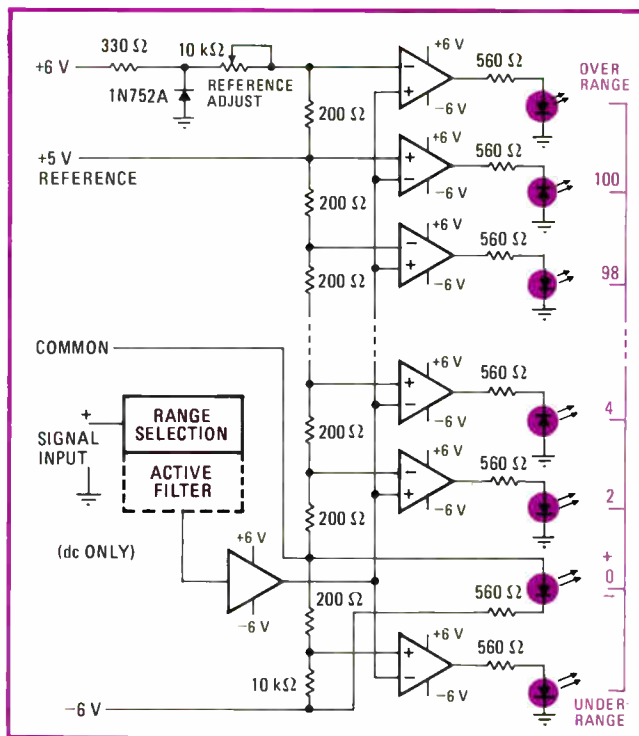 330 Ω
10 kΩ
+6 V
1N752A
REFERENCE
ADJUST
200 Ω
− +
+6 V
−6 V
560 Ω
OVER
RANGE
+5 V
REFERENCE
+ −
+6 V
−6 V
560 Ω
100
200 Ω
− +
+6 V
−6 V
560 Ω
98
200 Ω
COMMON
+ −
+6 V
−6 V
560 Ω
4
+
SIGNAL
INPUT
RANGE
SELECTION
ACTIVE
FILTER
200 Ω
− +
+6 V
−6 V
560 Ω
2
200 Ω
(dc ONLY)
+6 V
−6 V
+
0
−
560 Ω
200 Ω
+ −
+6 V
−6 V
560 Ω
10 kΩ
−6 V
UNDER-
RANGE